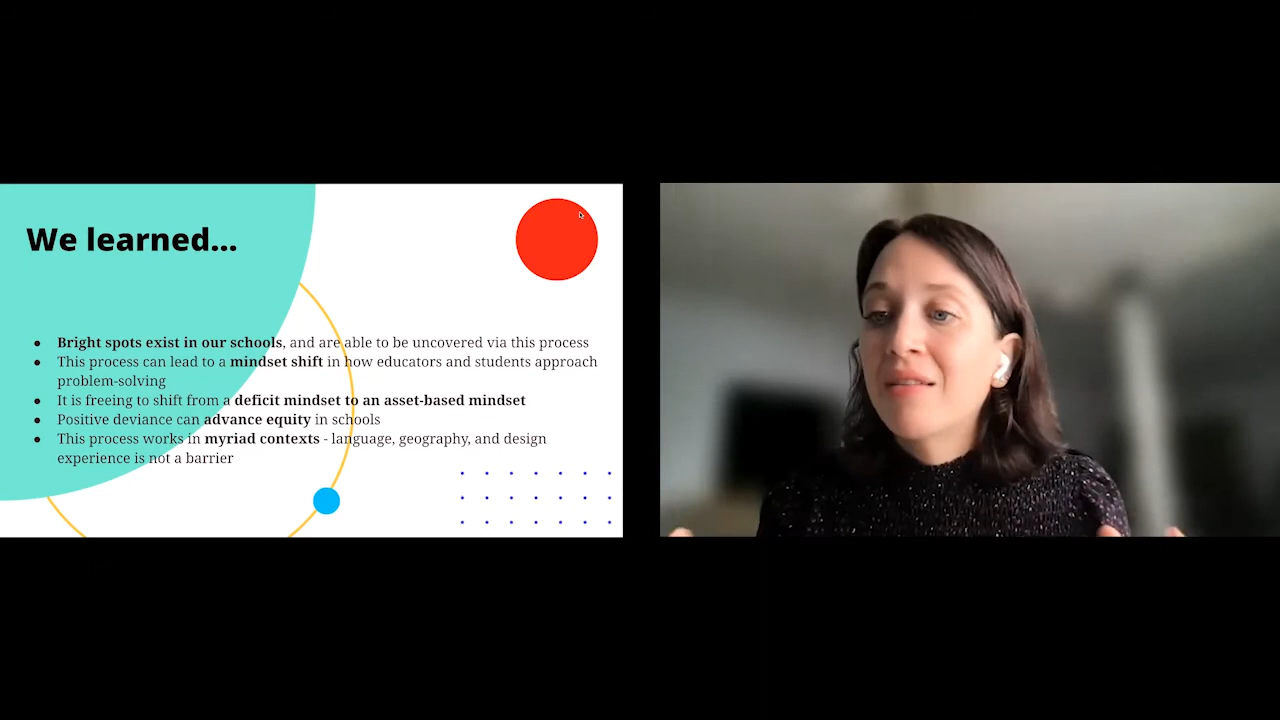 We learned...
● Bright spots exist in our schools, and are able to be uncovered via this process
● This process can lead to a mindset shift in how educators and students approach
problem-solving
● It is freeing to shift from a deficit mindset to an asset-based mindset
● Positive deviance can advance equity in schools
● This process works in myriad contexts - language, geography, and design
experience is not a barrier